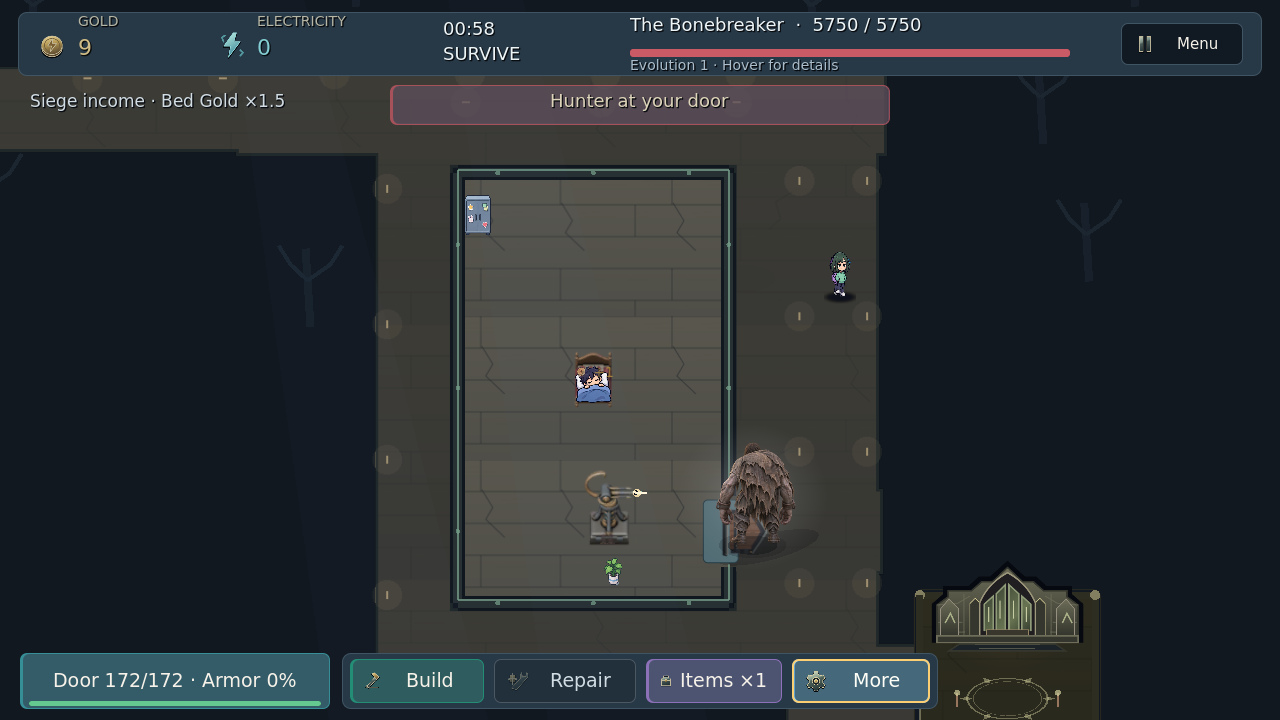 GOLD
9
ELECTRICITY
0
00:58
SURVIVE
The Bonebreaker · 5750 / 5750
Evolution 1 · Hover for details
Menu
Siege income · Bed Gold ×1.5
Hunter at your door
Door 172/172 · Armor 0%
Build
Repair
Items ×1
More